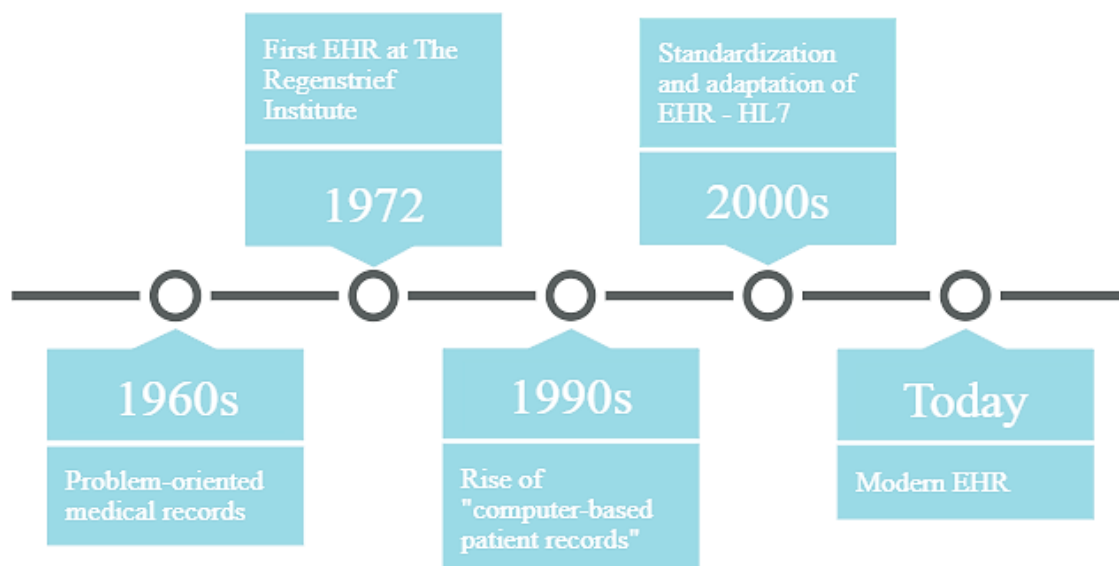 1960s
Problem-oriented
medical records
First EHR at The
Regenstrief
Institute
1972
1990s
Rise of
"computer-based
patient records"
Standardization
and adaptation of
EHR - HL7
2000s
Today
Modern EHR